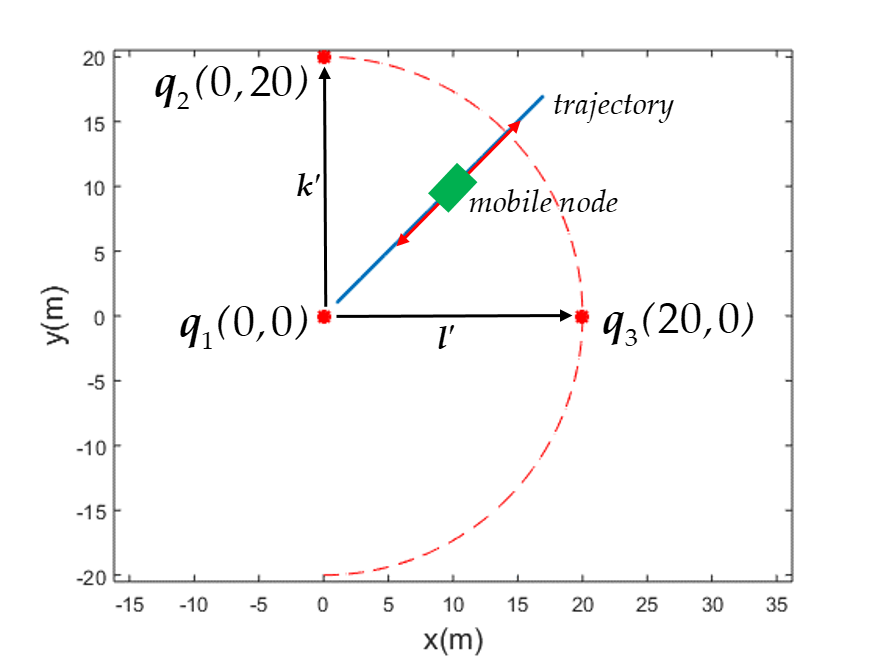 20
q₂(0,20)
trajectory
15
k′
10
mobile node
5
y(m)
0
q₁(0,0)
l′
q₃(20,0)
-5
-10
-15
-20
-15 -10 -5 0 5 10 15 20 25 30 35
x(m)